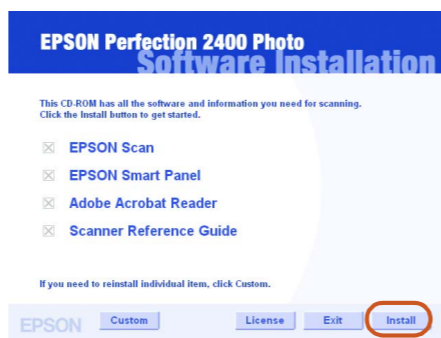 EPSON Perfection 2400 Photo
Software Installation
This CD-ROM has all the software and information you need for scanning.
Click the Install button to get started.
EPSON Scan
EPSON Smart Panel
Adobe Acrobat Reader
Scanner Reference Guide
If you need to reinstall individual item, click Custom.
EPSON Custom License Exit Install